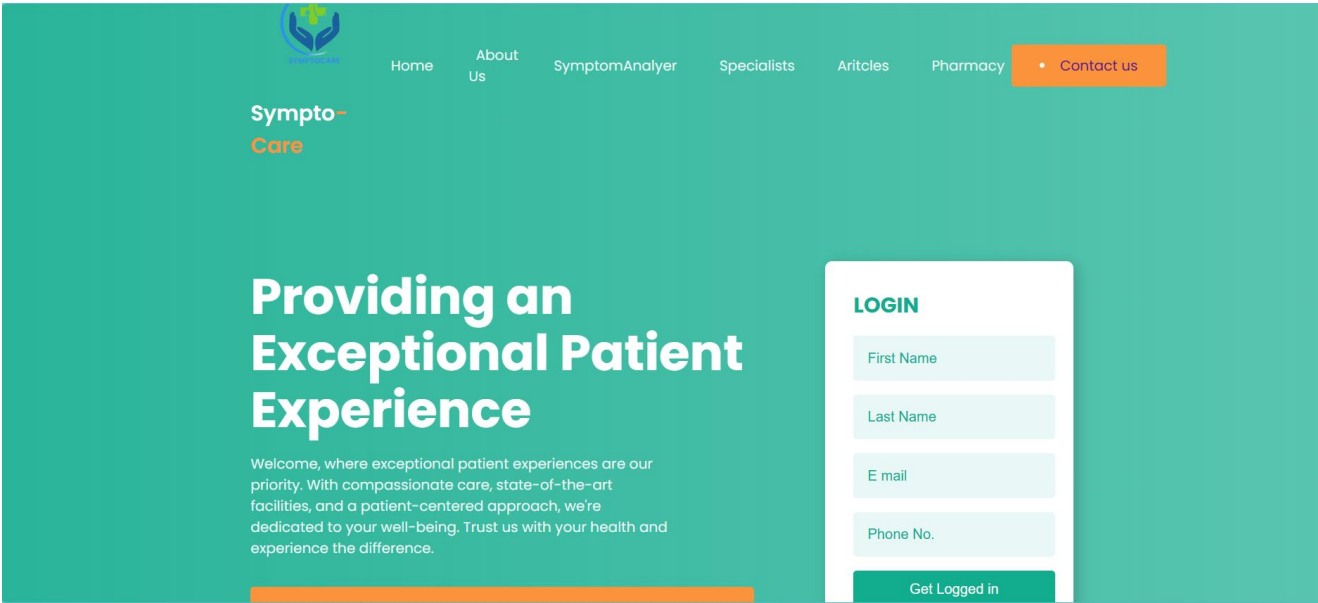 SYMPTOCARE
Home
About
Us
SymptomAnalyer
Specialists
Aritcles
Pharmacy
• Contact us
Sympto-
Care
Providing an
Exceptional Patient
Experience
Welcome, where exceptional patient experiences are our
priority. With compassionate care, state-of-the-art
facilities, and a patient-centered approach, we're
dedicated to your well-being. Trust us with your health and
experience the difference.
LOGIN
First Name
Last Name
E mail
Phone No.
Get Logged in